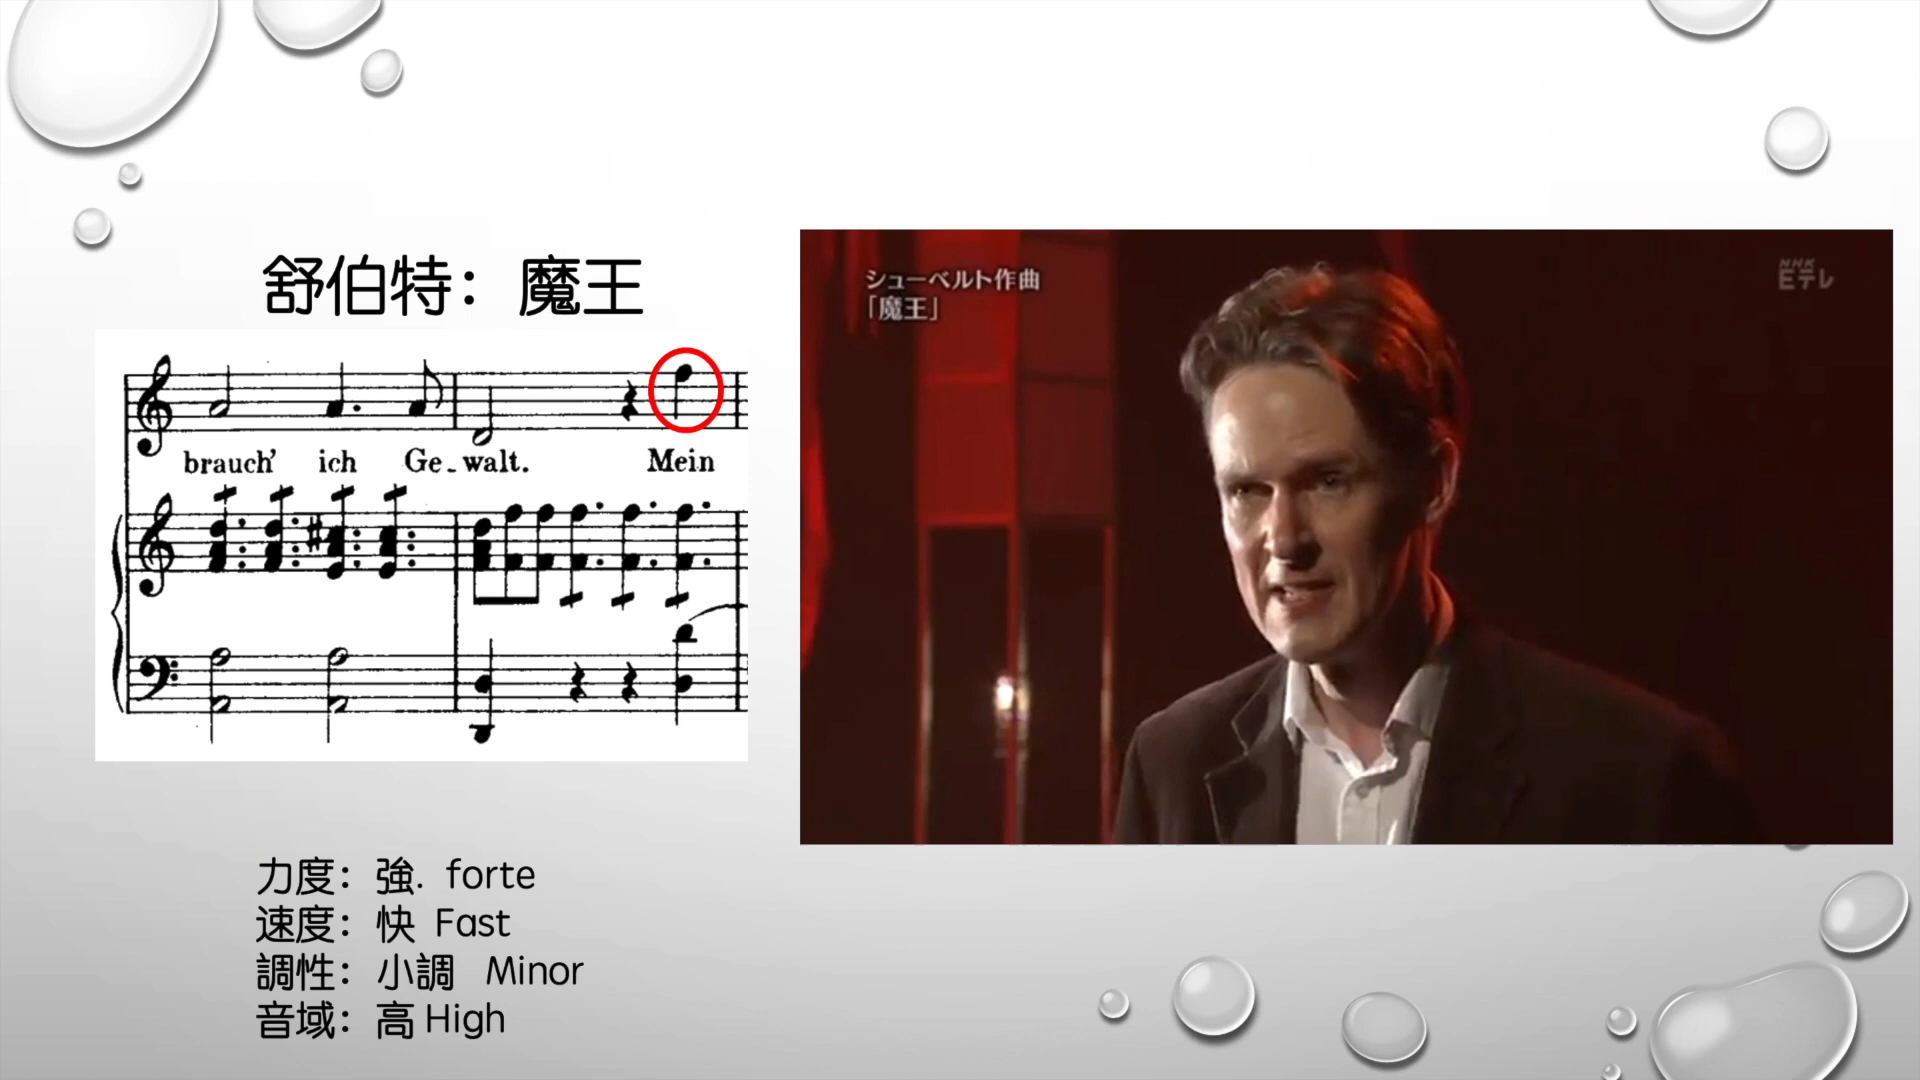 舒伯特：魔王
brauch' ich Ge-walt. Mein
力度：強. forte
速度：快 Fast
調性：小調 Minor
音域：高 High
シューベルト作曲
「魔王」
NHK
Eテレ